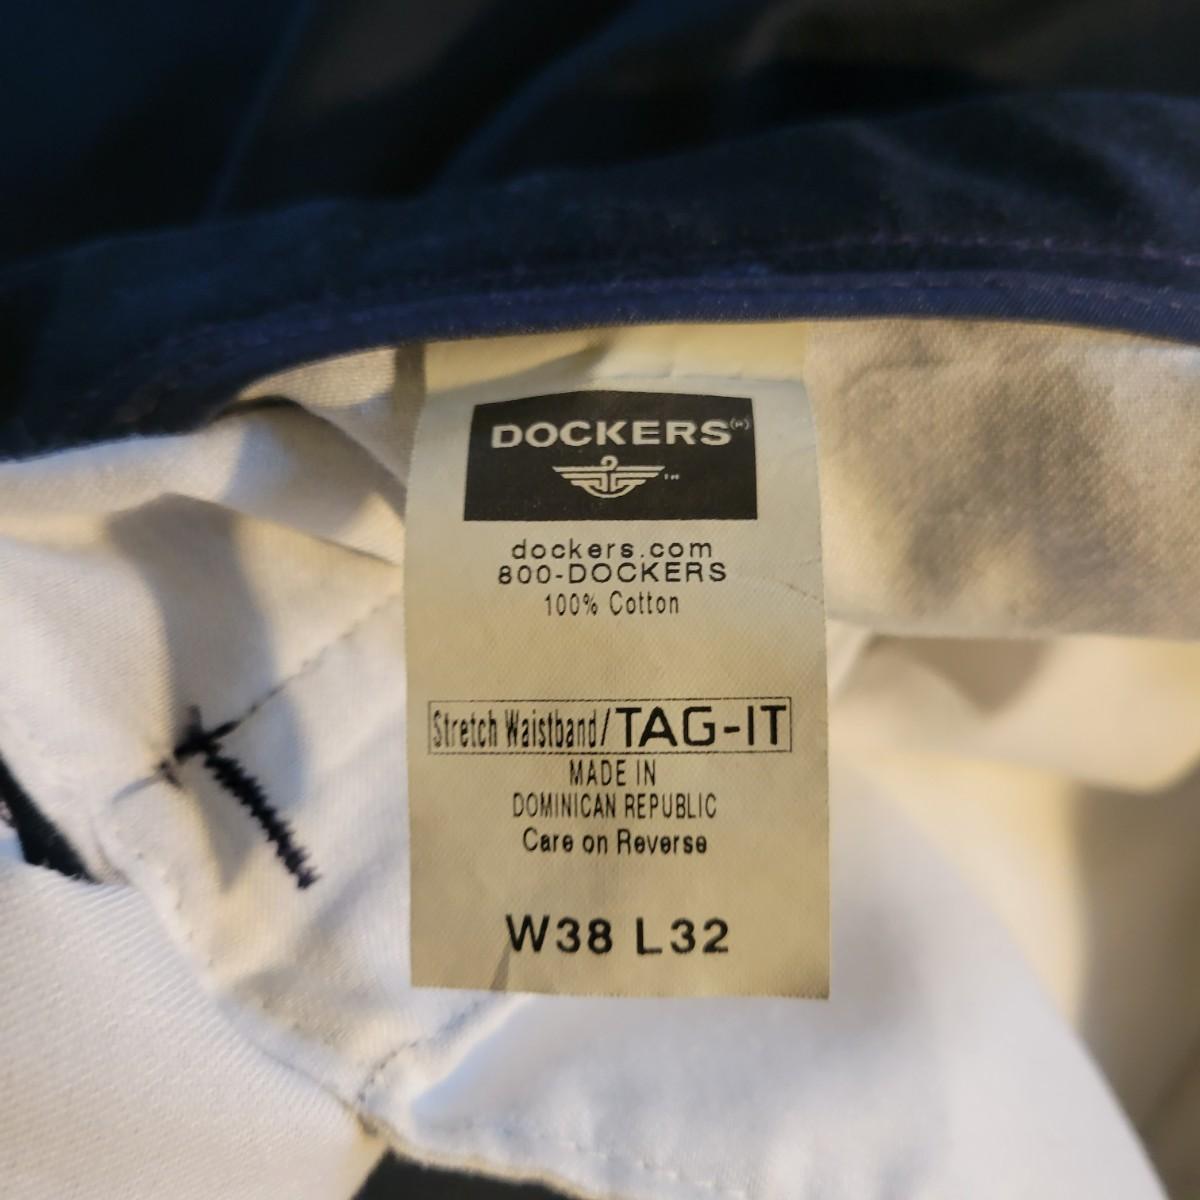 DOCKERS(R)
TM
dockers.com
800-DOCKERS
100% Cotton
Stretch Waistband/TAG-IT
MADE IN
DOMINICAN REPUBLIC
Care on Reverse
W38 L32